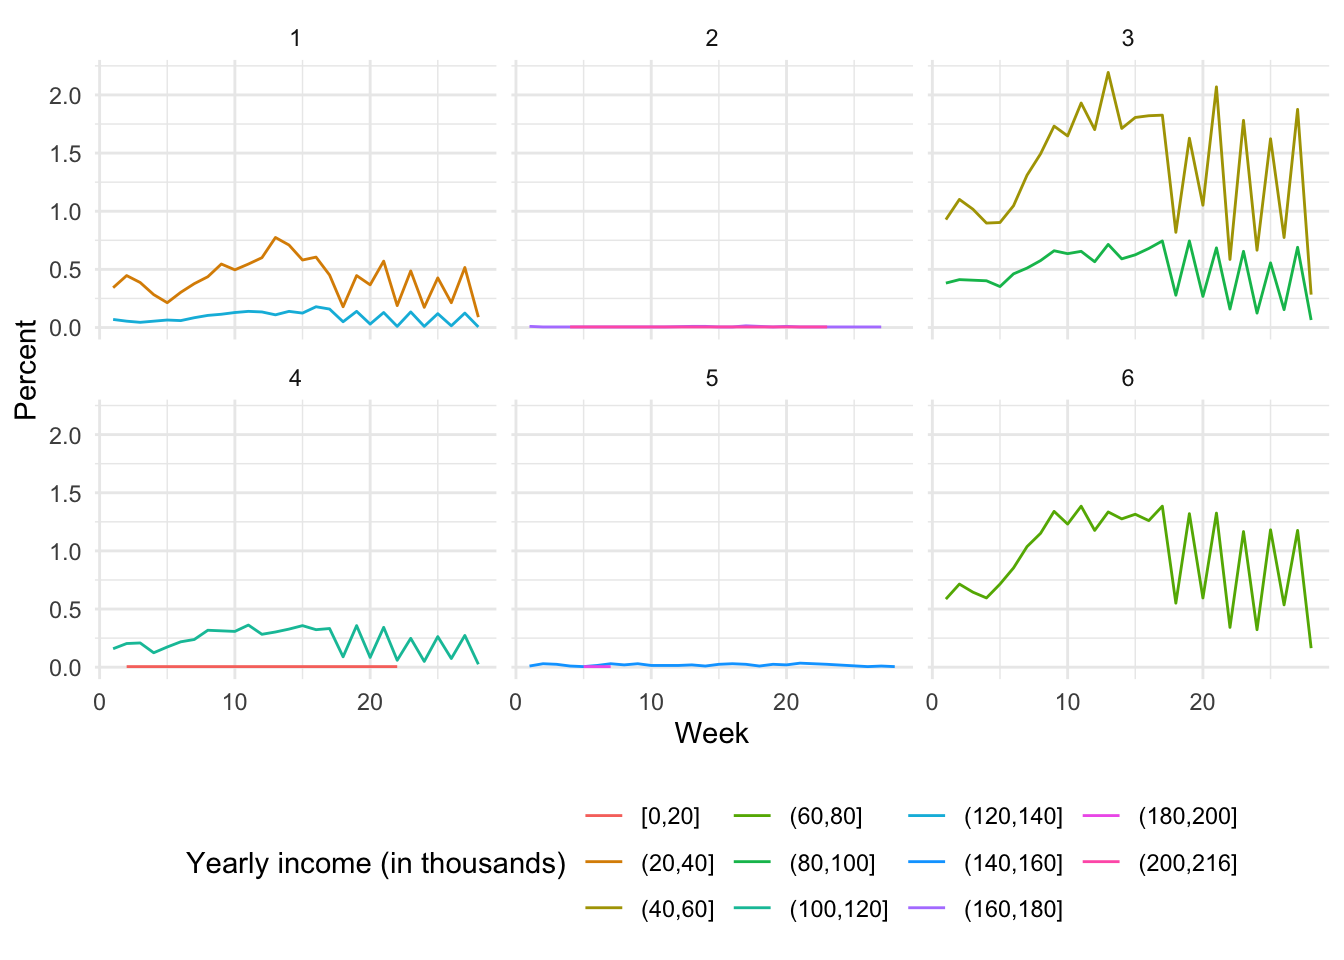 1 2 3
2.0
1.5
1.0
0.5
0.0
Percent
4 5 6
2.0
1.5
1.0
0.5
0.0
0 10 20 0 10 20 0 10 20
Week
Yearly income (in thousands)
[0,20] (60,80] (120,140] (180,200]
(20,40] (80,100] (140,160] (200,216]
(40,60] (100,120] (160,180]